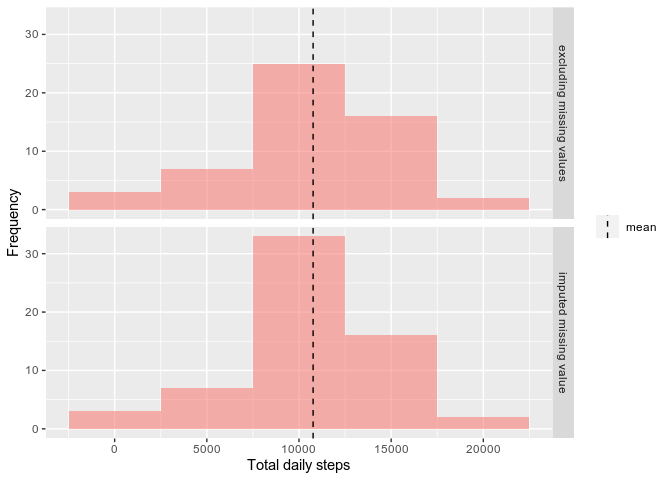 Frequency
30
20
10
0
excluding missing values
30
20
10
0
imputed missing value
0
5000
10000
15000
20000
Total daily steps
mean